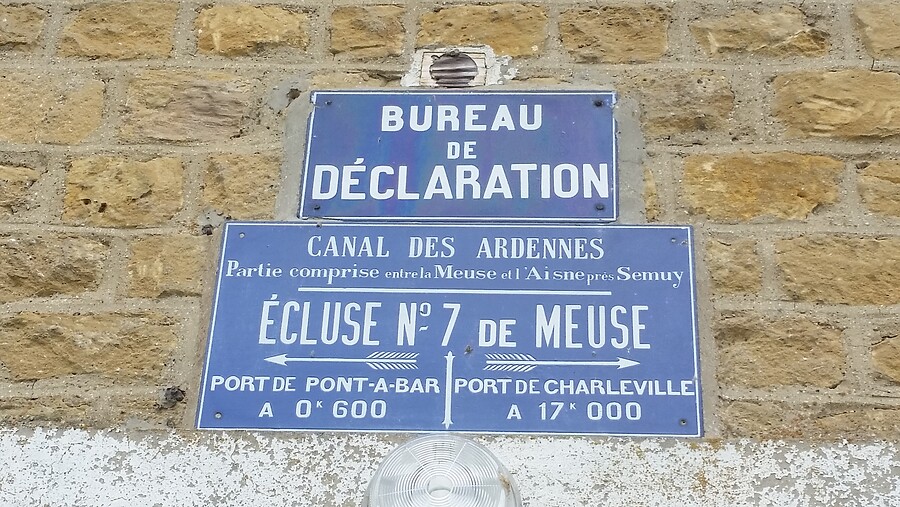 BUREAU
DE
DÉCLARATION
CANAL DES ARDENNES
Partie comprise entre la Meuse et l'Aisne près Semuy
ÉCLUSE Nº 7 DE MEUSE
PORT DE PONT-A-BAR PORT DE CHARLEVILLE
A 0ᴷ 600 A 17ᴷ 000